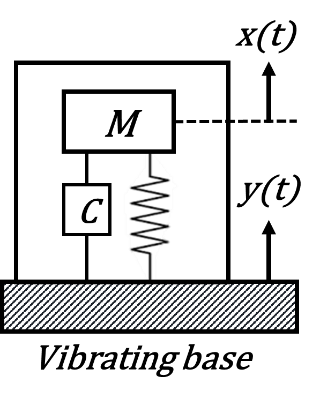 x(t)
M
y(t)
C
Vibrating base